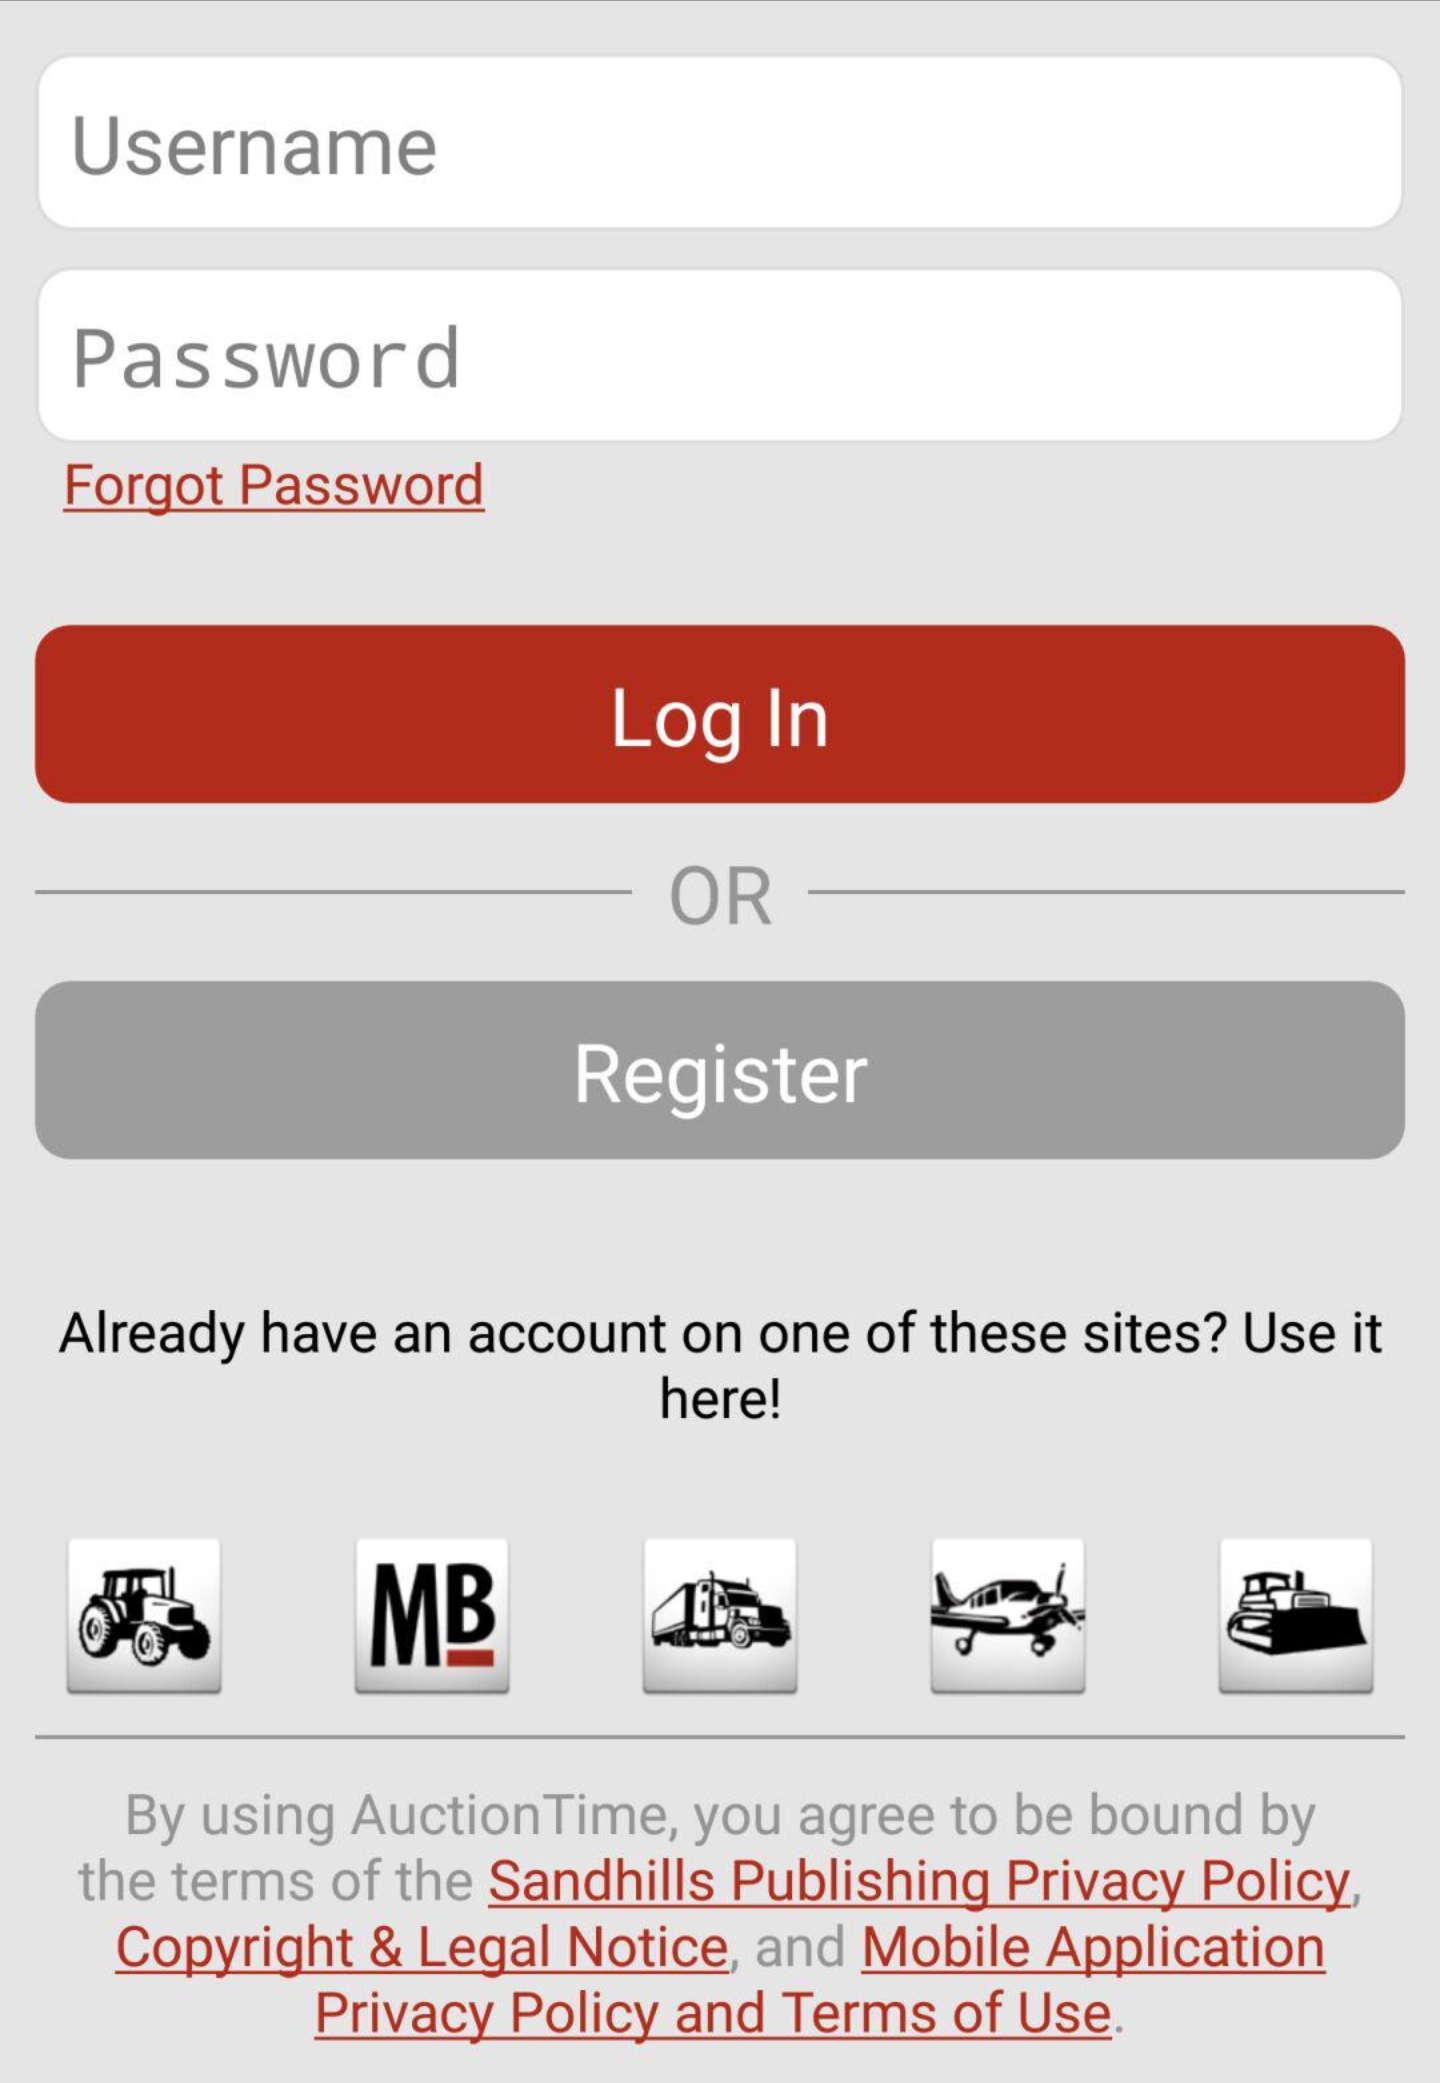 Username
Password
Forgot Password
Log In
OR
Register
Already have an account on one of these sites? Use it
here!
MB
By using AuctionTime, you agree to be bound by
the terms of the Sandhills Publishing Privacy Policy,
Copyright & Legal Notice, and Mobile Application
Privacy Policy and Terms of Use.